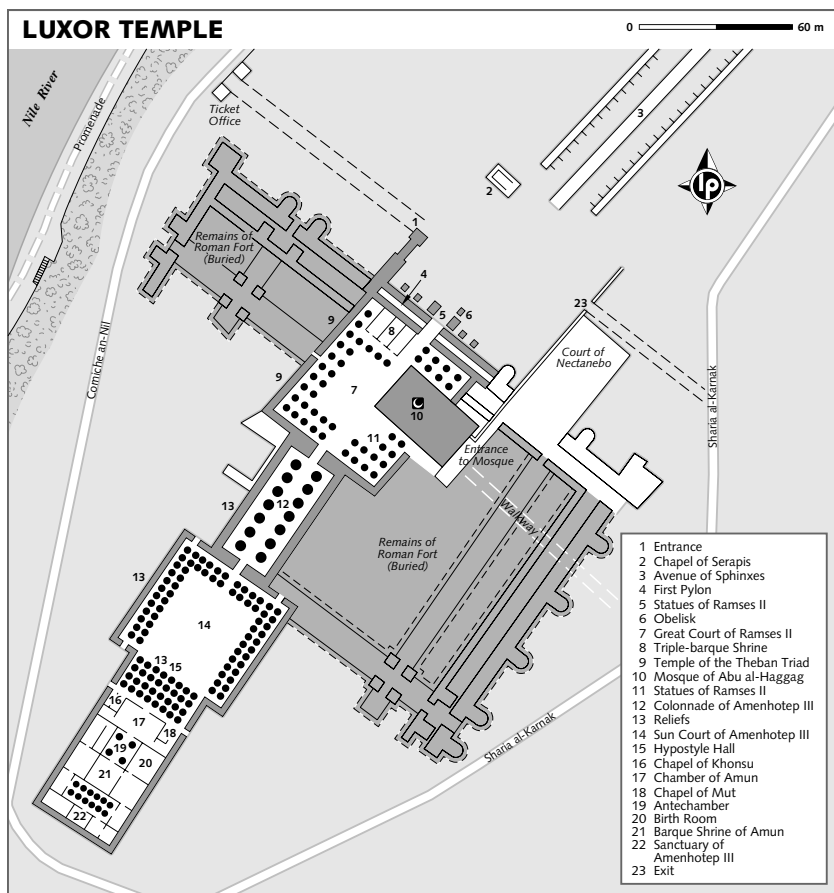 LUXOR TEMPLE
0 60 m
Nile River
Promenade
Ticket
Office
3
lp
2
1
Remains of
Roman Fort
(Buried)
4
23
5
6
9
8
Court of
Nectanebo
Corniche an-Nil
9
7
10
Sharia al-Karnak
11
Entrance
to Mosque
12
13
Walkway
Remains of
Roman Fort
(Buried)
13
14
13
15
16
17
18
19
20
21
22
Sharia al-Karnak
1 Entrance
2 Chapel of Serapis
3 Avenue of Sphinxes
4 First Pylon
5 Statues of Ramses II
6 Obelisk
7 Great Court of Ramses II
8 Triple-barque Shrine
9 Temple of the Theban Triad
10 Mosque of Abu al-Haggag
11 Statues of Ramses II
12 Colonnade of Amenhotep III
13 Reliefs
14 Sun Court of Amenhotep III
15 Hypostyle Hall
16 Chapel of Khonsu
17 Chamber of Amun
18 Chapel of Mut
19 Antechamber
20 Birth Room
21 Barque Shrine of Amun
22 Sanctuary of
Amenhotep III
23 Exit